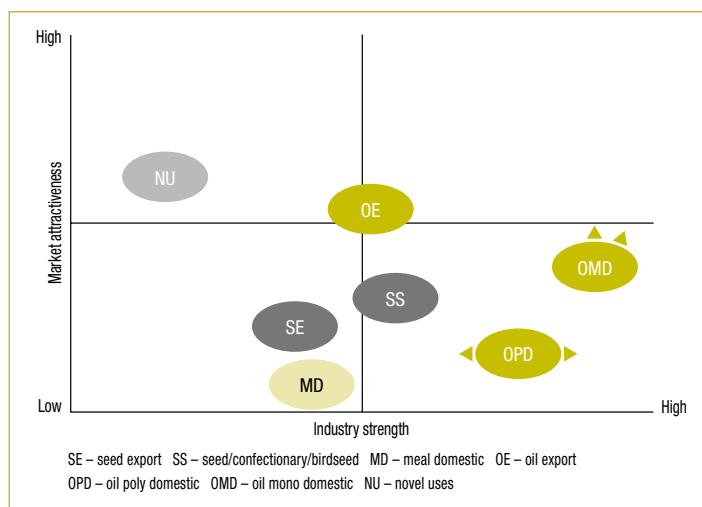 High
Market attractiveness
NU
OE
OMD
SS
SE
OPD
MD
Low
High
Industry strength
SE – seed export SS – seed/confectionary/birdseed MD – meal domestic OE – oil export
OPD – oil poly domestic OMD – oil mono domestic NU – novel uses